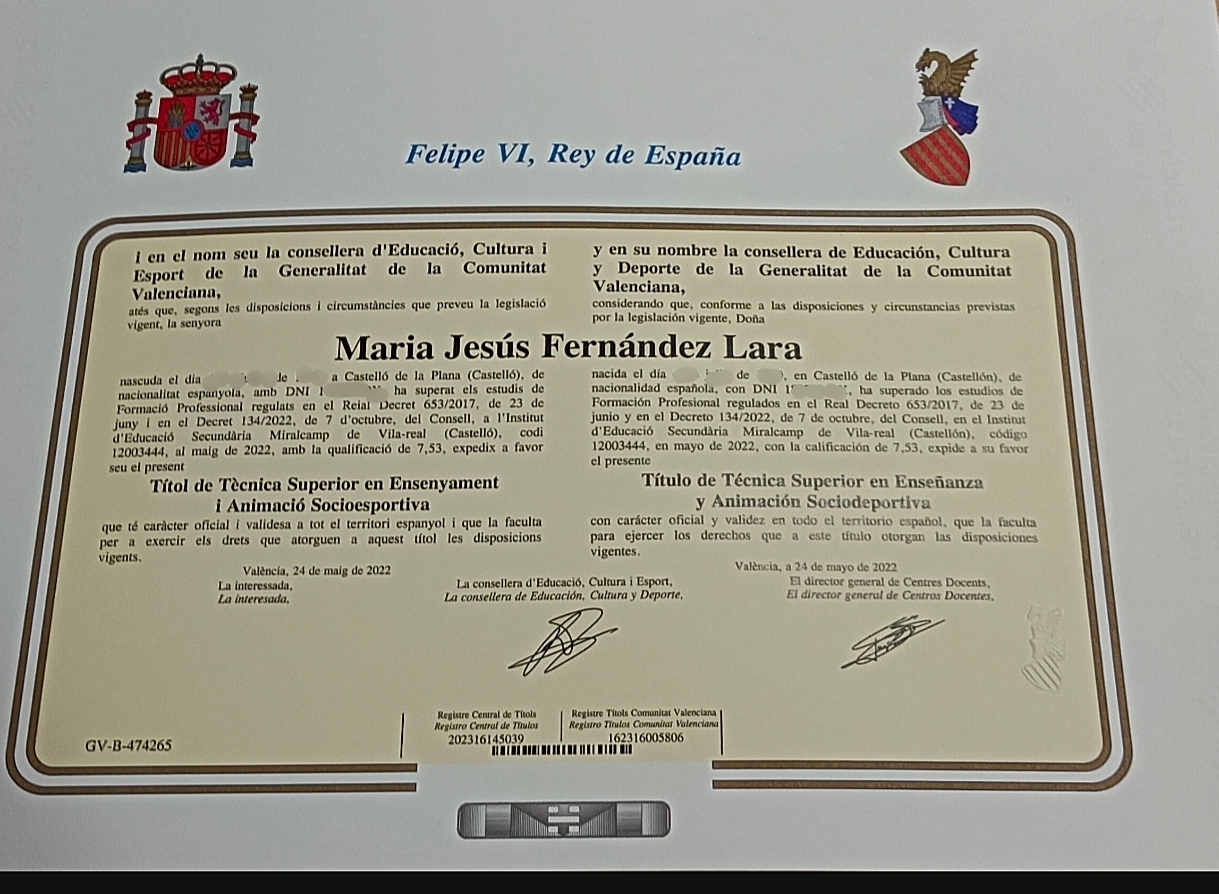 Felipe VI, Rey de España
i en el nom seu la consellera d'Educació, Cultura i
Esport de la Generalitat de la Comunitat
Valenciana,
atés que, segons les disposicions i circumstàncies que preveu la legislació
vigent, la senyora
y en su nombre la consellera de Educación, Cultura
y Deporte de la Generalitat de la Comunitat
Valenciana,
considerando que, conforme a las disposiciones y circunstancias previstas
por la legislación vigente, Doña
Maria Jesús Fernández Lara
nascuda el dia de a Castelló de la Plana (Castelló), de
nacionalitat espanyola, amb DNI ha superat els estudis de
Formació Professional regulats en el Reial Decret 653/2017, de 23 de
juny i en el Decret 134/2022, de 7 d'octubre, del Consell, a l'Institut
d'Educació Secundària Miralcamp de Vila-real (Castelló), codi
12003444, al maig de 2022, amb la qualificació de 7,53, expedix a favor
seu el present
Títol de Tècnica Superior en Ensenyament
i Animació Socioesportiva
que té caràcter oficial i validesa a tot el territori espanyol i que la faculta
per a exercir els drets que atorguen a aquest títol les disposicions
vigents.
nacida el día de , en Castelló de la Plana (Castellón), de
nacionalidad española, con DNI , ha superado los estudios de
Formación Profesional regulados en el Real Decreto 653/2017, de 23 de
junio y en el Decreto 134/2022, de 7 de octubre, del Consell, en el Institut
d'Educació Secundària Miralcamp de Vila-real (Castellón), código
12003444, en mayo de 2022, con la calificación de 7,53, expide a su favor
el presente
Título de Técnica Superior en Enseñanza
y Animación Sociodeportiva
con carácter oficial y validez en todo el territorio español, que la faculta
para ejercer los derechos que a este título otorgan las disposiciones
vigentes.
València, 24 de maig de 2022
València, a 24 de mayo de 2022
La interessada,
La interesada,
La consellera d'Educació, Cultura i Esport,
La consellera de Educación, Cultura y Deporte,
El director general de Centres Docents,
El director general de Centros Docentes,
Registre Central de Títols
Registro Central de Títulos
202316145039
Registre Títols Comunitat Valenciana
Registro Títulos Comunitat Valenciana
162316005806
GV-B-474265